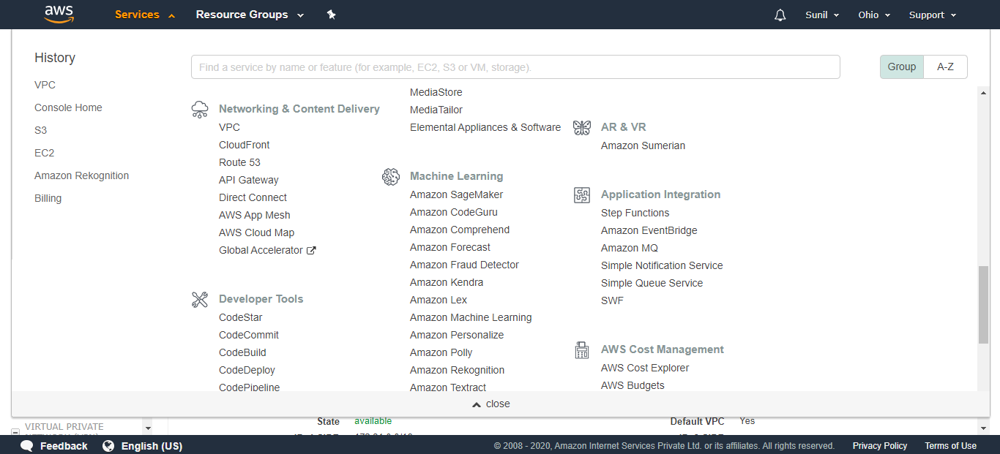 aws
Services
Resource Groups
Sunil
Ohio
Support
History
VPC
Console Home
S3
EC2
Amazon Rekognition
Billing
Find a service by name or feature (for example, EC2, S3 or VM, storage).
Group
A-Z
Networking & Content Delivery
VPC
CloudFront
Route 53
API Gateway
Direct Connect
AWS App Mesh
AWS Cloud Map
Global Accelerator
Developer Tools
CodeStar
CodeCommit
CodeBuild
CodeDeploy
CodePipeline
MediaStore
MediaTailor
Elemental Appliances & Software
Machine Learning
Amazon SageMaker
Amazon CodeGuru
Amazon Comprehend
Amazon Forecast
Amazon Fraud Detector
Amazon Kendra
Amazon Lex
Amazon Machine Learning
Amazon Personalize
Amazon Polly
Amazon Rekognition
Amazon Textract
AR & VR
Amazon Sumerian
Application Integration
Step Functions
Amazon EventBridge
Amazon MQ
Simple Notification Service
Simple Queue Service
SWF
AWS Cost Management
AWS Cost Explorer
AWS Budgets
close
VIRTUAL PRIVATE
State
available
Default VPC
Yes
Feedback
English (US)
© 2008 - 2020, Amazon Internet Services Private Ltd. or its affiliates. All rights reserved.
Privacy Policy
Terms of Use